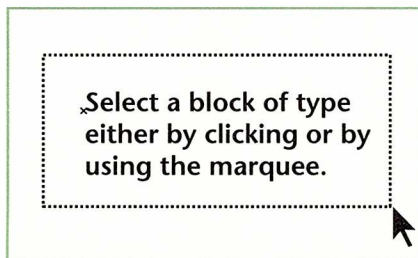 Select a block of type
either by clicking or by
using the marquee.